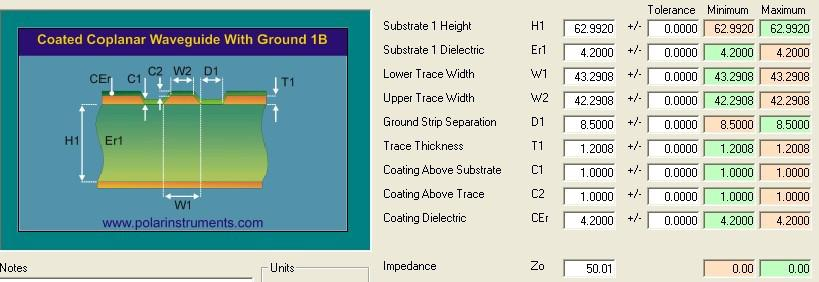 Coated Coplanar Waveguide With Ground 1B
CEr C1 C2 W2 D1 T1
H1 Er1
W1
www.polarinstruments.com
Notes
Units
Tolerance Minimum Maximum
Substrate 1 Height H1 62.9920 +/- 0.0000 62.9920 62.9920
Substrate 1 Dielectric Er1 4.2000 +/- 0.0000 4.2000 4.2000
Lower Trace Width W1 43.2908 +/- 0.0000 43.2908 43.2908
Upper Trace Width W2 42.2908 +/- 0.0000 42.2908 42.2908
Ground Strip Separation D1 8.5000 +/- 0.0000 8.5000 8.5000
Trace Thickness T1 1.2008 +/- 0.0000 1.2008 1.2008
Coating Above Substrate C1 1.0000 +/- 0.0000 1.0000 1.0000
Coating Above Trace C2 1.0000 +/- 0.0000 1.0000 1.0000
Coating Dielectric CEr 4.2000 +/- 0.0000 4.2000 4.2000
Impedance Zo 50.01 0.00 0.00